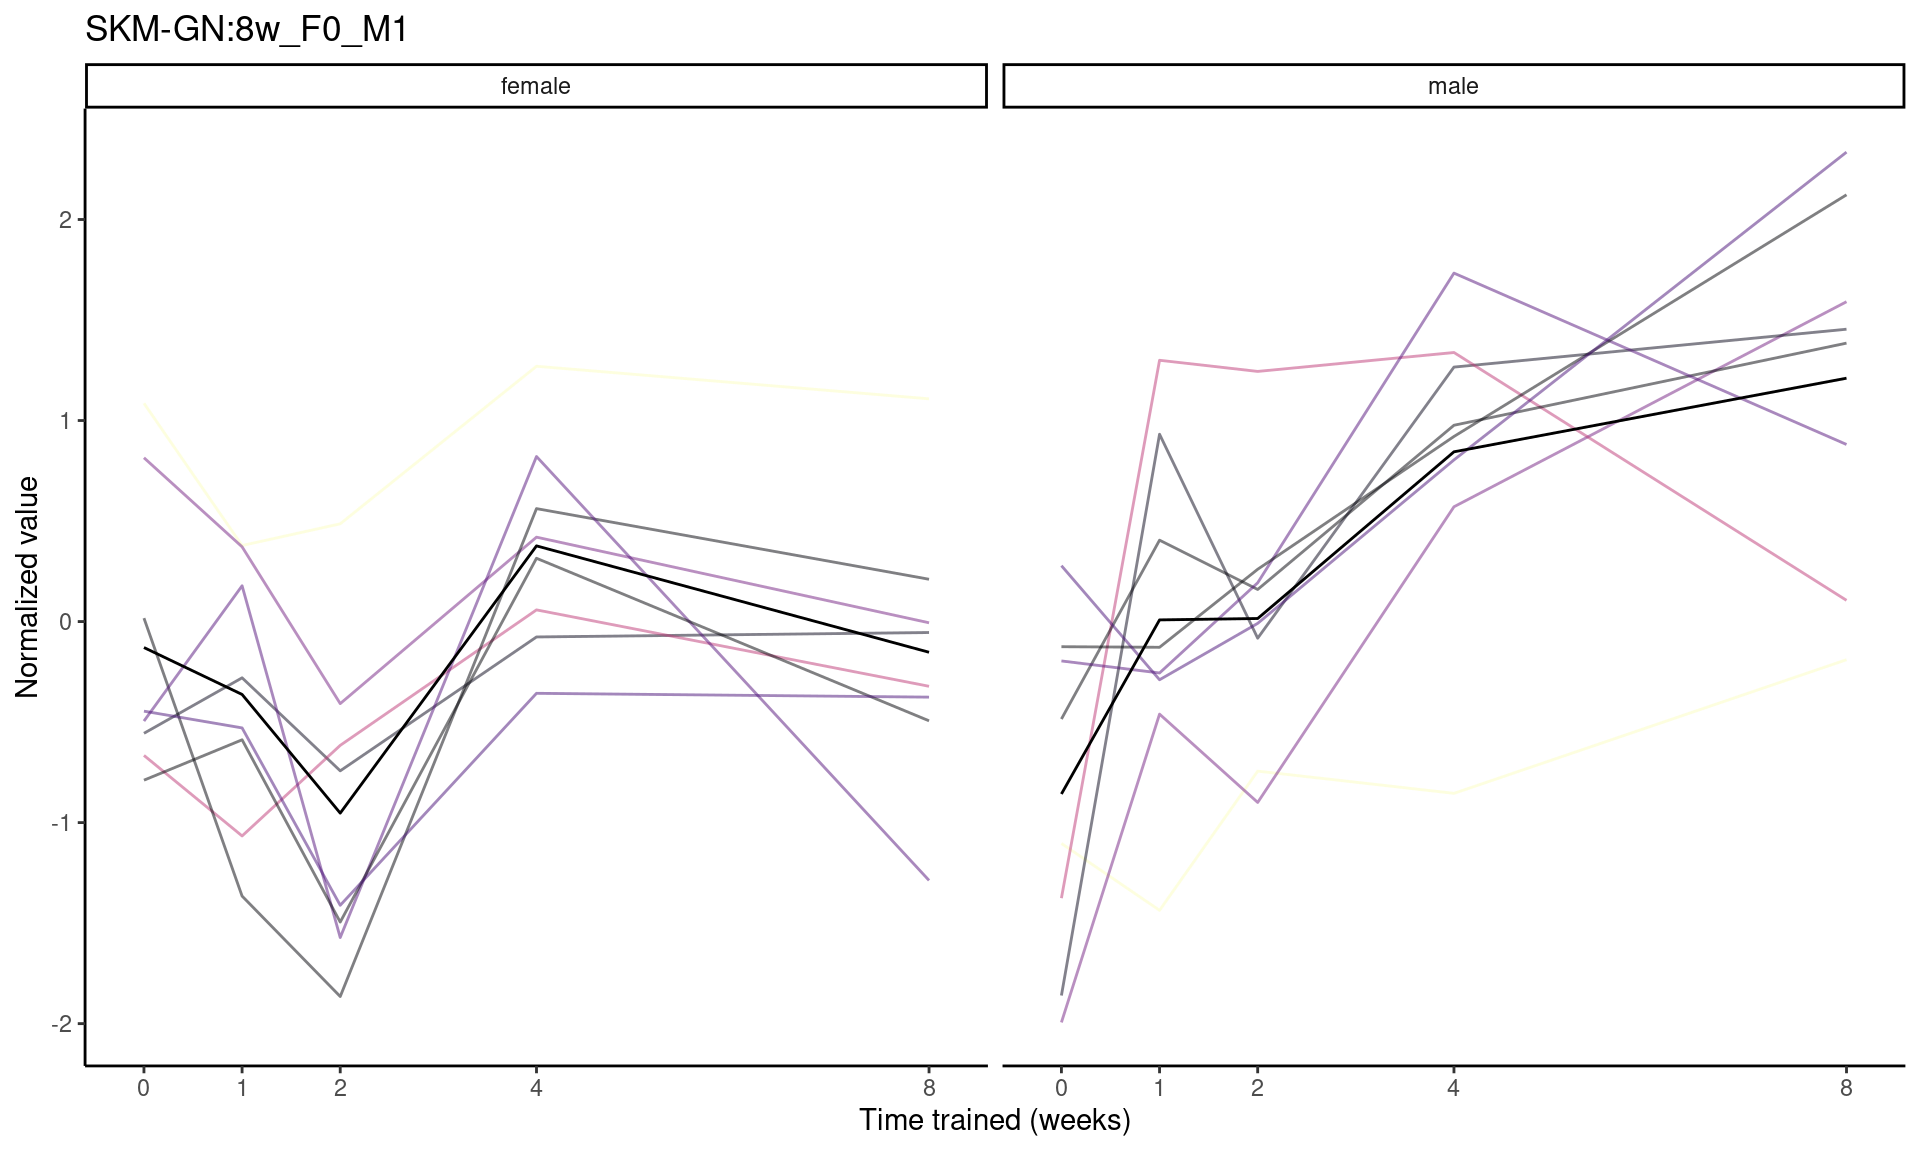 SKM-GN:8w_F0_M1
female
male
Normalized value
2
1
0
-1
-2
0 1 2 4 8
0 1 2 4 8
Time trained (weeks)